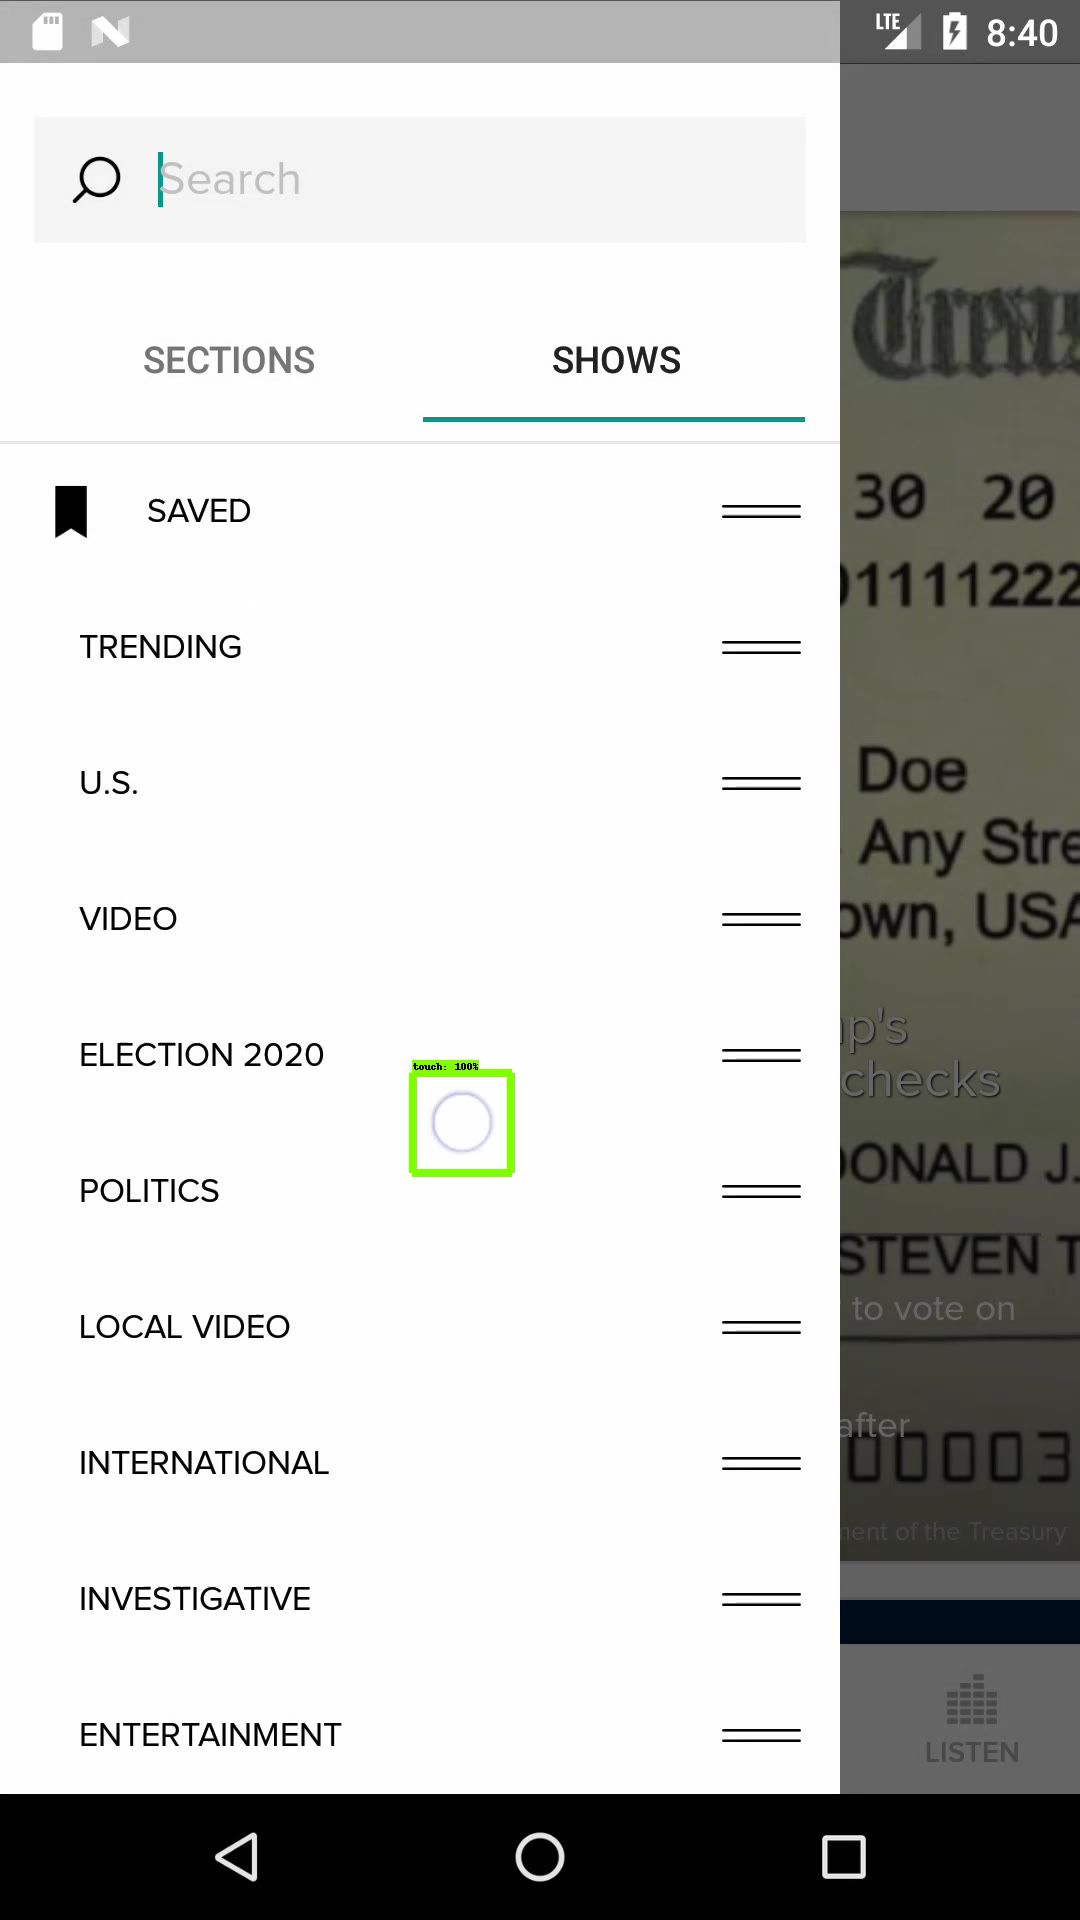 LTE 8:40
Search
SECTIONS SHOWS
SAVED
TRENDING
U.S.
VIDEO
ELECTION 2020
touch: 100%
POLITICS
LOCAL VIDEO
INTERNATIONAL
INVESTIGATIVE
ENTERTAINMENT
30 20
1111222
Doe
Any Stre
own, USA
p's
checks
DONALD J.
STEVEN T
to vote on
after
00003
ment of the Treasury
LISTEN